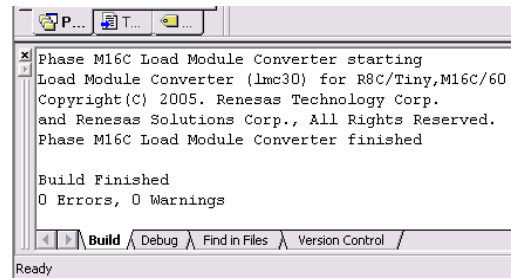 P... T... ...
Phase M16C Load Module Converter starting
Load Module Converter (lmc30) for R8C/Tiny,M16C/60
Copyright(C) 2005. Renesas Technology Corp.
and Renesas Solutions Corp., All Rights Reserved.
Phase M16C Load Module Converter finished
Build Finished
0 Errors, 0 Warnings
Build Debug Find in Files Version Control
Ready